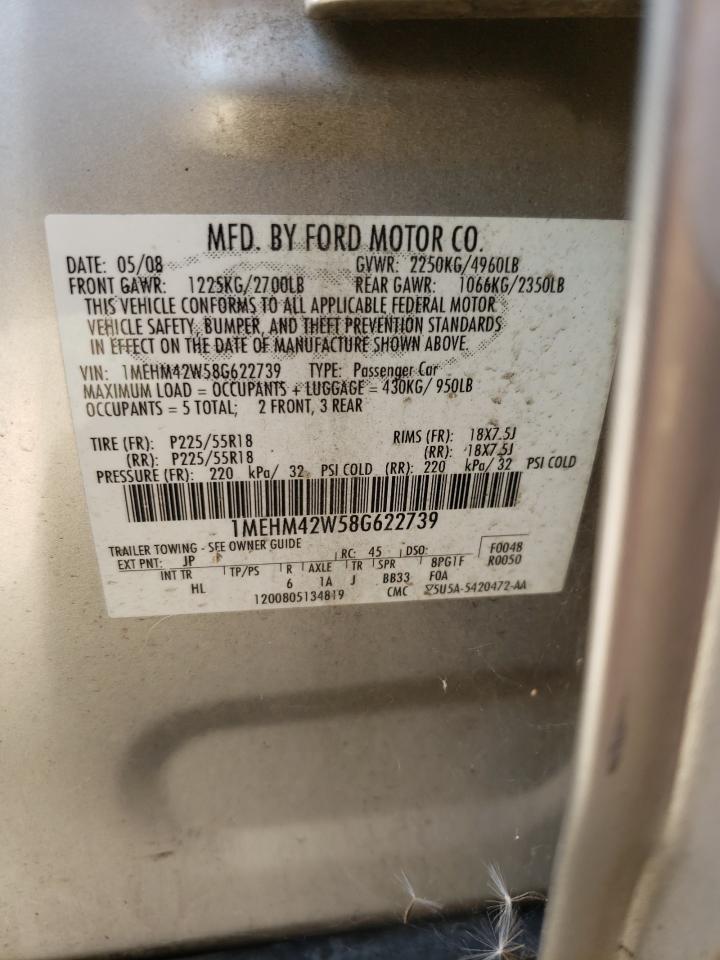 MFD. BY FORD MOTOR CO.
DATE: 05/08 GVWR: 2250KG/4960LB
FRONT GAWR: 1225KG/2700LB REAR GAWR: 1066KG/2350LB
THIS VEHICLE CONFORMS TO ALL APPLICABLE FEDERAL MOTOR
VEHICLE SAFETY, BUMPER, AND THEFT PREVENTION STANDARDS
IN EFFECT ON THE DATE OF MANUFACTURE SHOWN ABOVE.
VIN: 1MEHM42W58G622739 TYPE: Passenger Car
MAXIMUM LOAD = OCCUPANTS + LUGGAGE = 430KG/ 950LB
OCCUPANTS = 5 TOTAL; 2 FRONT, 3 REAR
TIRE (FR): P225/55R18 RIMS (FR): 18X7.5J
(RR): P225/55R18 (RR): 18X7.5J
PRESSURE (FR): 220 kPa/ 32 PSI COLD (RR): 220 kPa/ 32 PSI COLD
1MEHM42W58G622739
TRAILER TOWING - SEE OWNER GUIDE F0048
EXT PNT: JP RC: 45 DSO: R0050
INT TR TP/PS R AXLE TR SPR 8PG1F
HL 6 1A J BB33 F0A
1200805134819 CMC 5U5A-5420472-AA